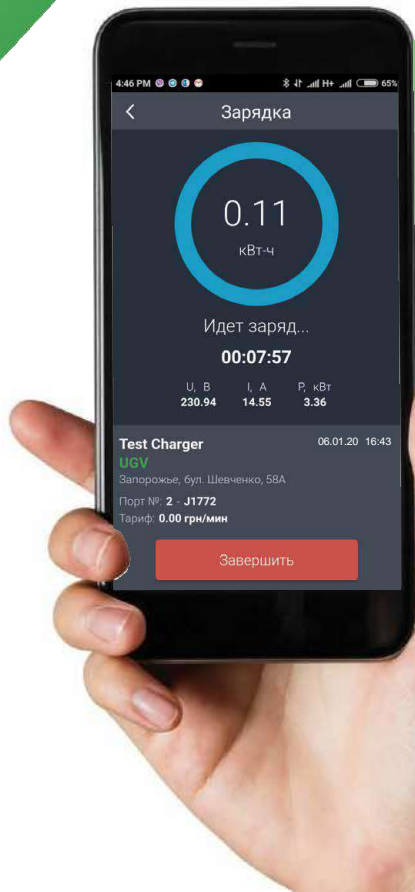 4:46 PM H+ 65%
Зарядка
0.11
кВт-ч
Идет заряд...
00:07:57
U, В I, А P, кВт
230.94 14.55 3.36
Test Charger 06.01.20 16:43
UGV
Запорожье, бул. Шевченко, 58А
Порт №: 2 - J1772
Тариф: 0.00 грн/мин
Завершить